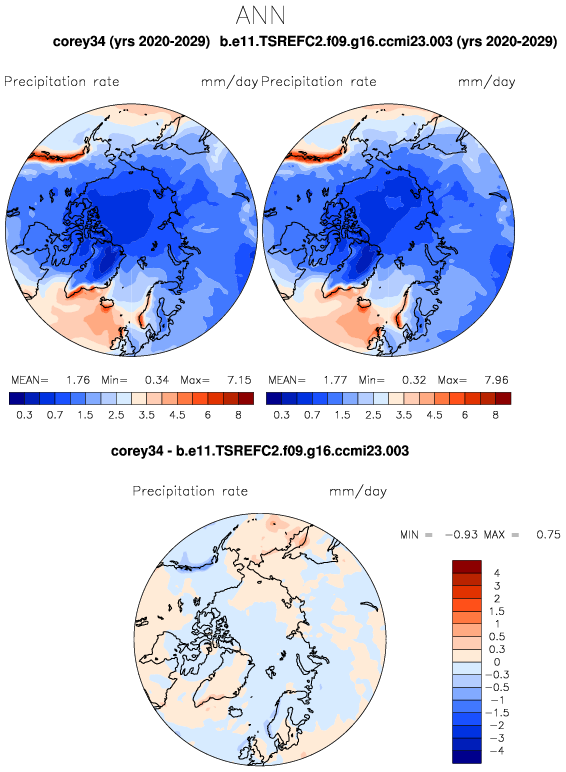 ANN
corey34 (yrs 2020-2029) b.e11.TSREFC2.f09.g16.ccmi23.003 (yrs 2020-2029)
Precipitation rate mm/day Precipitation rate mm/day
MEAN= 1.76 Min= 0.34 Max= 7.15 MEAN= 1.77 Min= 0.32 Max= 7.96
0.3 0.7 1.5 2.5 3.5 4.5 6 8 0.3 0.7 1.5 2.5 3.5 4.5 6 8
corey34 - b.e11.TSREFC2.f09.g16.ccmi23.003
Precipitation rate mm/day
MIN = -0.93 MAX = 0.75
4
3
2
1.5
1
0.5
0.3
0
-0.3
-0.5
-1
-1.5
-2
-3
-4